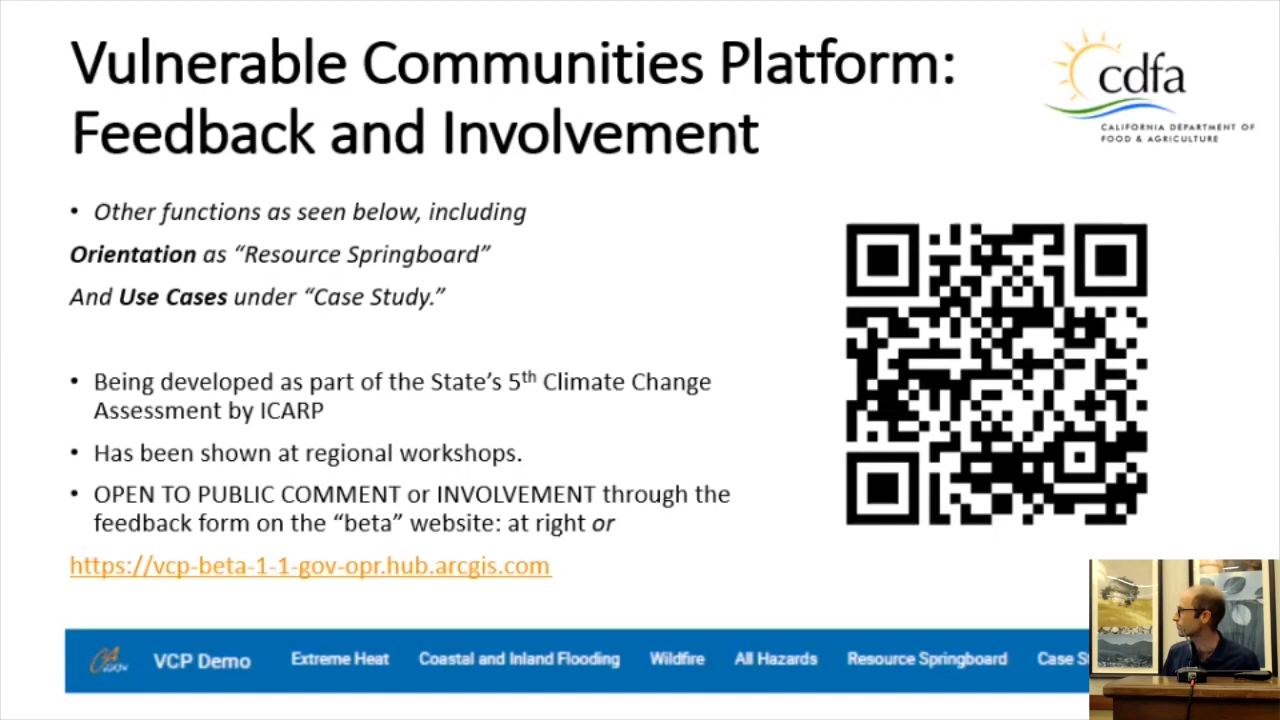 Vulnerable Communities Platform:
Feedback and Involvement
cdfa
CALIFORNIA DEPARTMENT OF
FOOD & AGRICULTURE
• Other functions as seen below, including
Orientation as “Resource Springboard”
And Use Cases under “Case Study.”
• Being developed as part of the State’s 5th Climate Change
Assessment by ICARP
• Has been shown at regional workshops.
• OPEN TO PUBLIC COMMENT or INVOLVEMENT through the
feedback form on the “beta” website: at right or
https://vcp-beta-1-1-gov-opr.hub.arcgis.com
CA.GOV VCP Demo Extreme Heat Coastal and Inland Flooding Wildfire All Hazards Resource Springboard Case